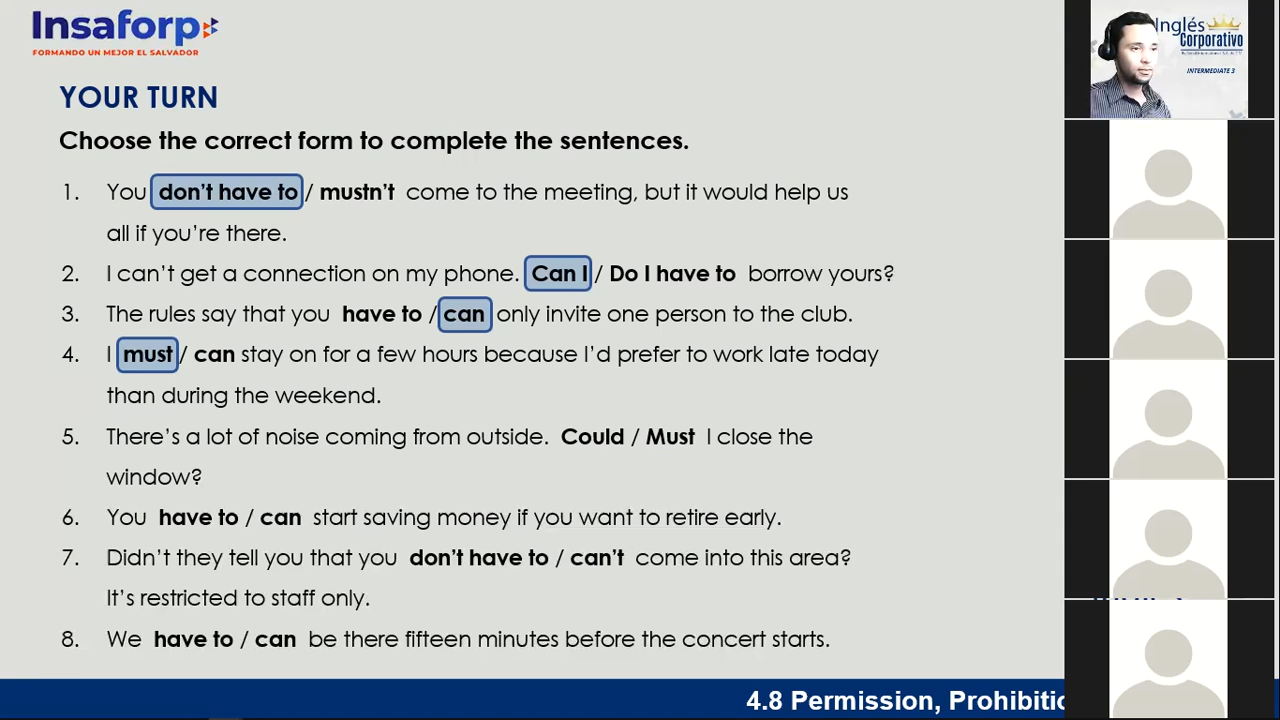 Insaforp
FORMANDO UN MEJOR EL SALVADOR
Inglés
Corporativo
INTERMEDIATE 3
YOUR TURN
Choose the correct form to complete the sentences.
1. You don't have to / mustn't come to the meeting, but it would help us
all if you're there.
2. I can't get a connection on my phone. Can I / Do I have to borrow yours?
3. The rules say that you have to / can only invite one person to the club.
4. I must / can stay on for a few hours because I'd prefer to work late today
than during the weekend.
5. There's a lot of noise coming from outside. Could / Must I close the
window?
6. You have to / can start saving money if you want to retire early.
7. Didn't they tell you that you don't have to / can't come into this area?
It's restricted to staff only.
8. We have to / can be there fifteen minutes before the concert starts.
4.8 Permission,